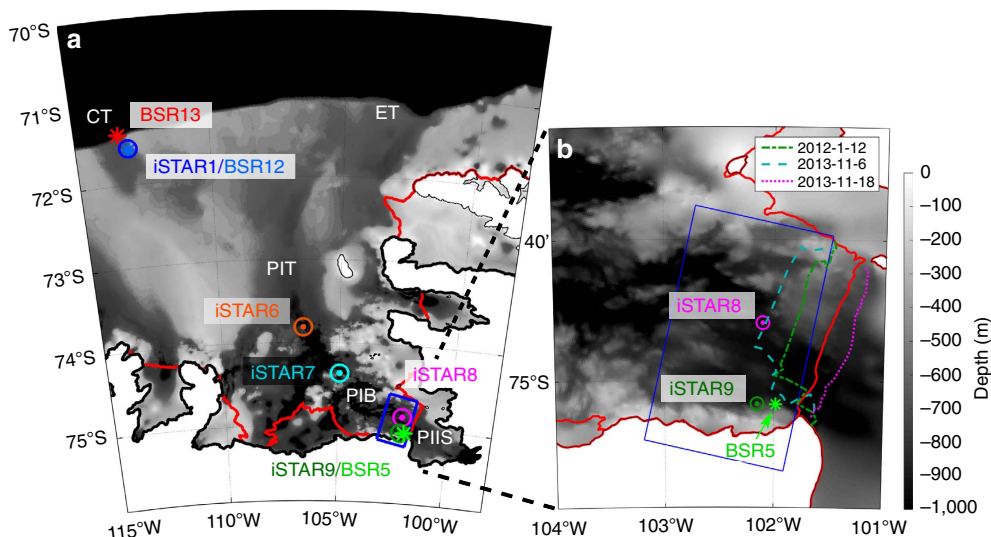 a
70°S
71°S
72°S
73°S
74°S
75°S
CT
BSR13
ET
iSTAR1/BSR12
PIT
iSTAR6
iSTAR7
iSTAR8
PIB
PIIS
iSTAR9/BSR5
115°W
110°W
105°W
100°W
b
2012-1-12
2013-11-6
2013-11-18
40′
iSTAR8
75°S
iSTAR9
BSR5
104°W
103°W
102°W
101°W
0
−100
−200
−300
−400
−500
−600
−700
−800
−900
−1,000
Depth (m)